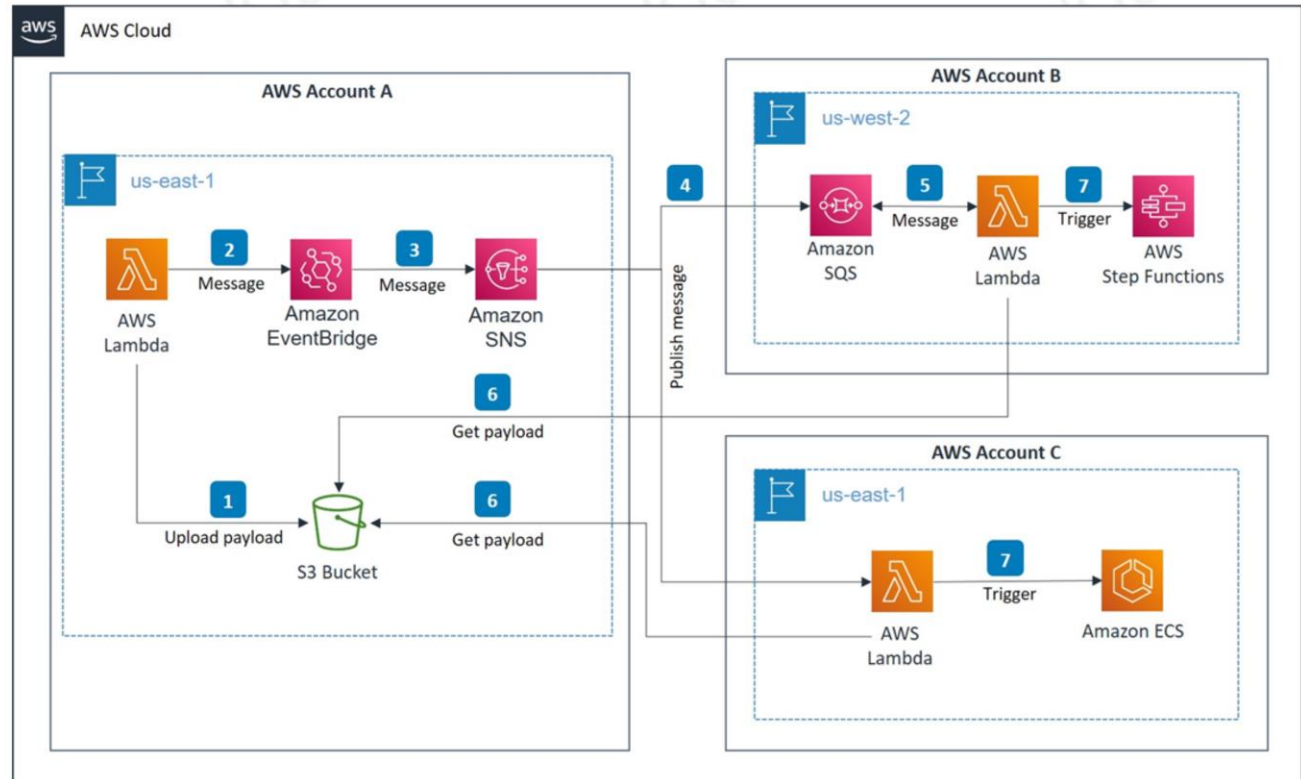 aws
AWS Cloud
AWS Account A
us-east-1
2
Message
3
Message
AWS
Lambda
Amazon
EventBridge
Amazon
SNS
6
Get payload
1
Upload payload
6
Get payload
S3 Bucket
4
Publish message
AWS Account B
us-west-2
5
Message
7
Trigger
Amazon
SQS
AWS
Lambda
AWS
Step Functions
AWS Account C
us-east-1
7
Trigger
AWS
Lambda
Amazon ECS